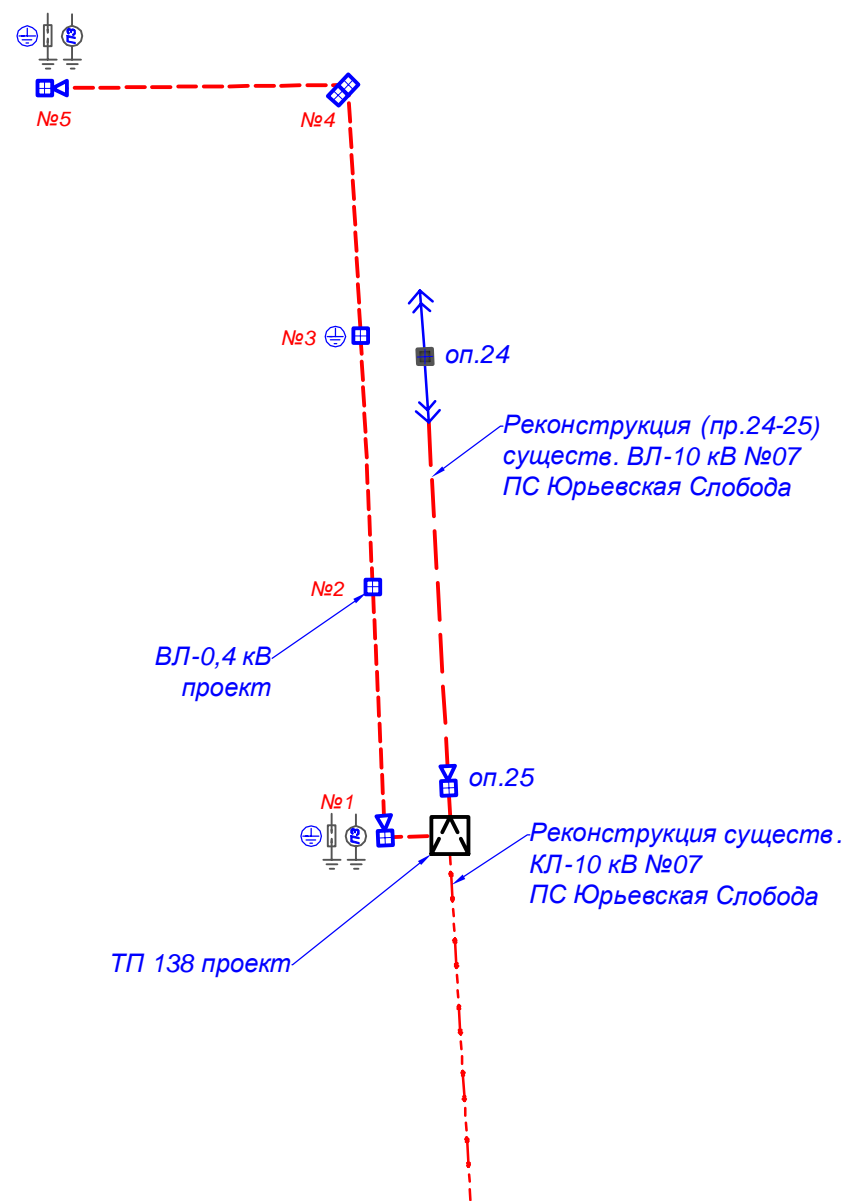 ПЗ
№5
№4
№3
оп.24
Реконструкция (пр.24-25)
существ. ВЛ-10 кВ №07
ПС Юрьевская Слобода
№2
ВЛ-0,4 кВ
проект
оп.25
№1
ПЗ
Реконструкция существ.
КЛ-10 кВ №07
ПС Юрьевская Слобода
ТП 138 проект